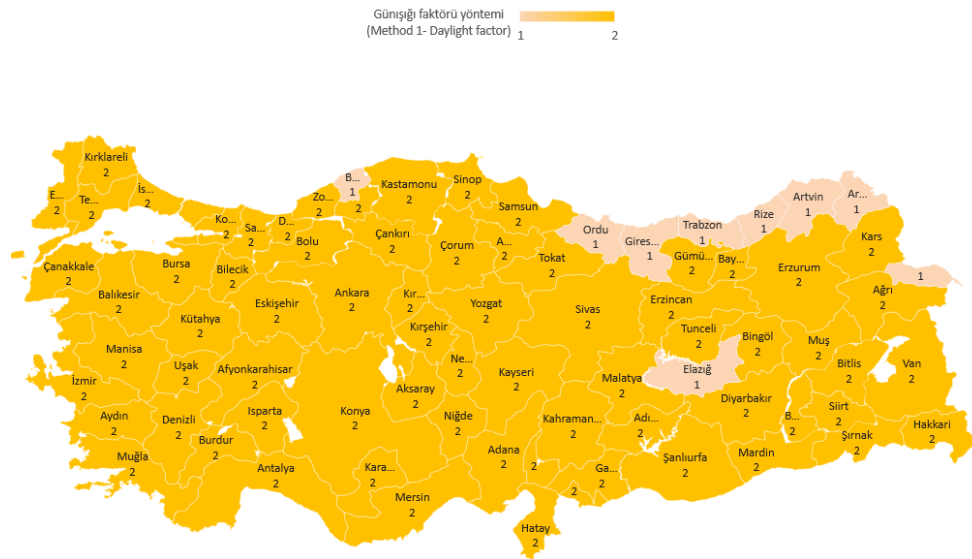 Günışığı faktörü yöntemi
(Method 1- Daylight factor)
1
2
Kırklareli
2
E...
2
Te...
2
İs...
2
Ko...
2
Sa...
2
D...
2
Zo...
2
B...
1
2
Kastamonu
2
Sinop
2
Samsun
2
Bolu
2
Çankırı
2
Çorum
2
A...
2
Tokat
2
Ordu
1
Gires...
1
Trabzon
1
Rize
1
Artvin
1
Ar...
1
Gümü...
2
Bay...
2
Erzurum
2
Kars
2
1
Ağrı
2
Çanakkale
2
Bursa
2
Bilecik
2
Balıkesir
2
Kütahya
2
Eskişehir
2
Ankara
2
Kır...
2
Kırşehir
2
Yozgat
2
Sivas
2
Erzincan
2
Tunceli
2
Bingöl
2
Muş
2
Bitlis
2
Van
2
Manisa
2
Uşak
2
Afyonkarahisar
2
Ne...
2
Kayseri
2
Aksaray
2
Malatya
2
Elazığ
1
Diyarbakır
2
İzmir
2
Aydın
2
Denizli
2
Isparta
2
Konya
2
Niğde
2
Kahraman...
2
Adı...
2
B...
2
Siirt
2
Şırnak
2
Hakkari
2
Muğla
2
Burdur
2
Antalya
2
Kara...
2
Mersin
2
Adana
2
2
2
Ga...
2
Şanlıurfa
2
Mardin
2
Hatay
2